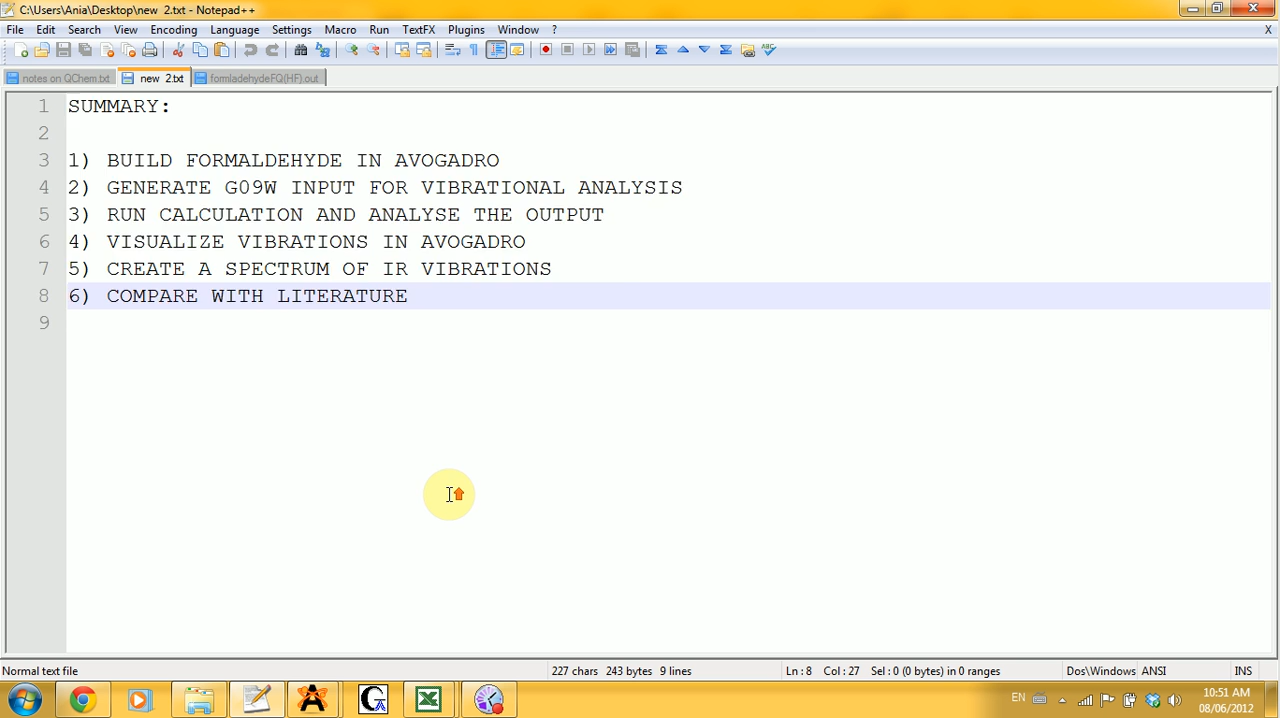 C:\Users\Ania\Desktop\new 2.txt - Notepad++
File Edit Search View Encoding Language Settings Macro Run TextFX Plugins Window ? X
notes on QChem.txt new 2.txt formladehydeFQ(HF).out
1 SUMMARY:
2
3 1) BUILD FORMALDEHYDE IN AVOGADRO
4 2) GENERATE G09W INPUT FOR VIBRATIONAL ANALYSIS
5 3) RUN CALCULATION AND ANALYSE THE OUTPUT
6 4) VISUALIZE VIBRATIONS IN AVOGADRO
7 5) CREATE A SPECTRUM OF IR VIBRATIONS
8 6) COMPARE WITH LITERATURE
9
Normal text file 227 chars 243 bytes 9 lines Ln : 8 Col : 27 Sel : 0 (0 bytes) in 0 ranges Dos\Windows ANSI INS
EN 10:51 AM
08/06/2012